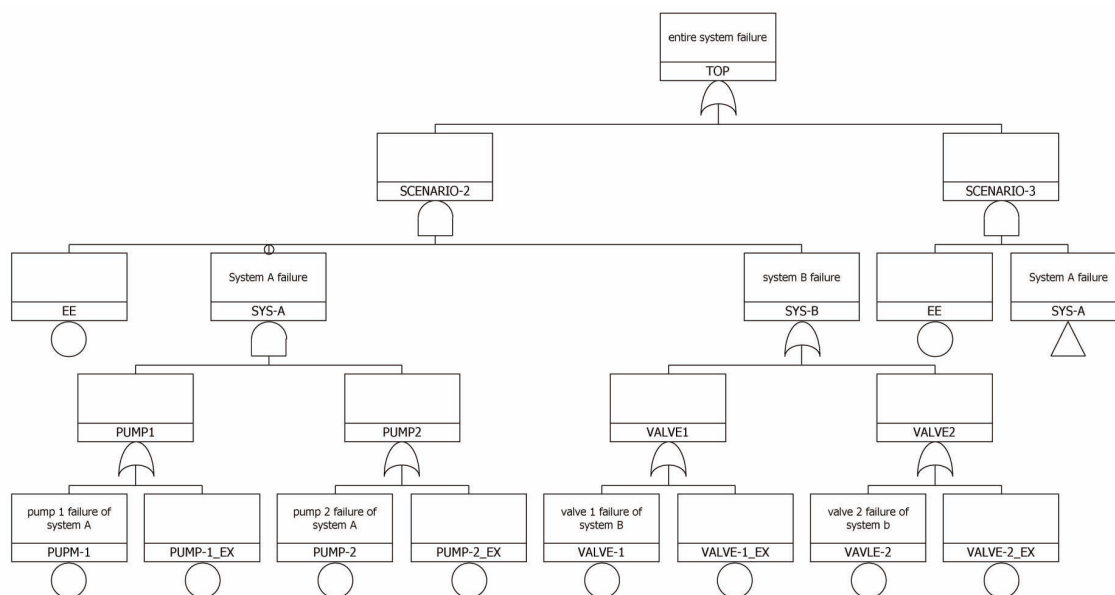 entire system failure
TOP
SCENARIO-2
SCENARIO-3
EE
System A failure
SYS-A
system B failure
SYS-B
EE
System A failure
SYS-A
PUMP1
PUMP2
VALVE1
VALVE2
pump 1 failure of
system A
PUPM-1
PUMP-1_EX
pump 2 failure of
system A
PUMP-2
PUMP-2_EX
valve 1 failure of
system B
VALVE-1
VALVE-1_EX
valve 2 failure of
system b
VAVLE-2
VALVE-2_EX